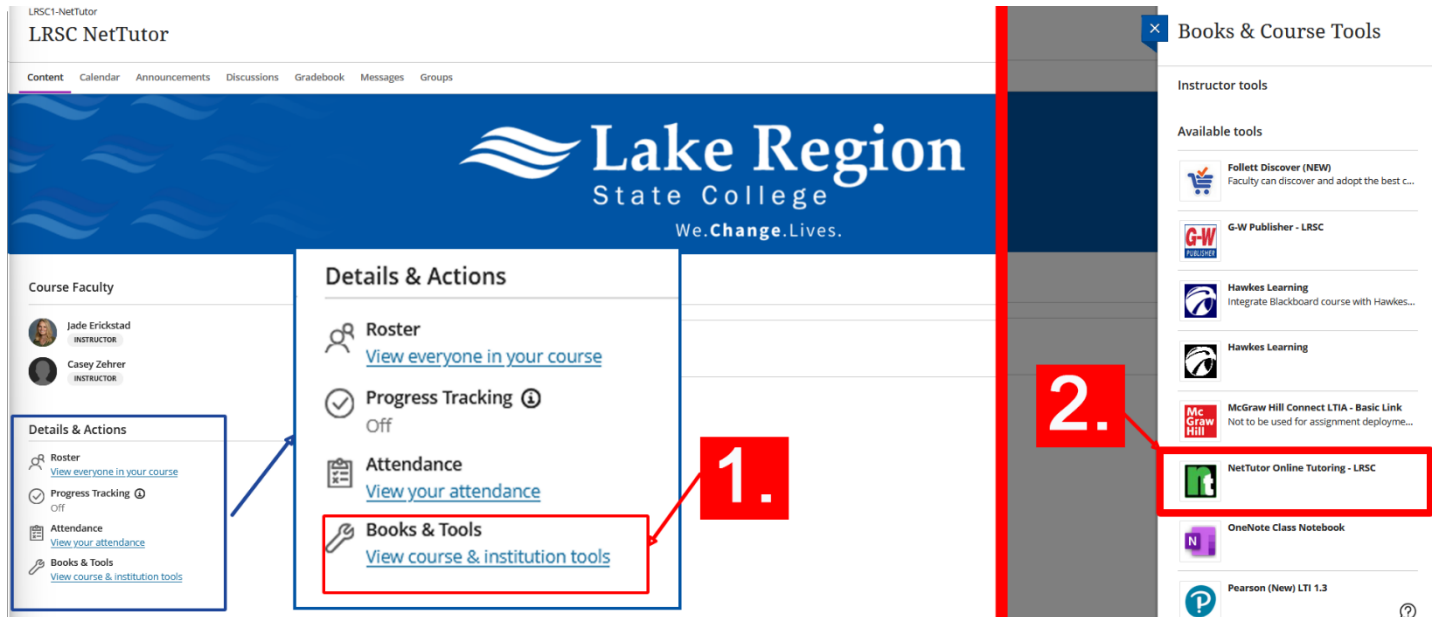 LRSC1-NetTutor
LRSC NetTutor
Content Calendar Announcements Discussions Gradebook Messages Groups
Lake Region
State College
We.Change.Lives.
Course Faculty
Jade Erickstad
INSTRUCTOR
Casey Zehrer
INSTRUCTOR
Details & Actions
Roster
View everyone in your course
Progress Tracking
Off
Attendance
View your attendance
Books & Tools
View course & institution tools
Details & Actions
Roster
View everyone in your course
Progress Tracking
Off
Attendance
View your attendance
Books & Tools
View course & institution tools
1.
2.
Books & Course Tools
Instructor tools
Available tools
Follett Discover (NEW)
Faculty can discover and adopt the best c...
G-W
PUBLISHER
G-W Publisher - LRSC
Hawkes Learning
Integrate Blackboard course with Hawkes...
Hawkes Learning
Mc
Graw
Hill
McGraw Hill Connect LTIA - Basic Link
Not to be used for assignment deployme...
nt
NetTutor Online Tutoring - LRSC
N
OneNote Class Notebook
P
Pearson (New) LTI 1.3